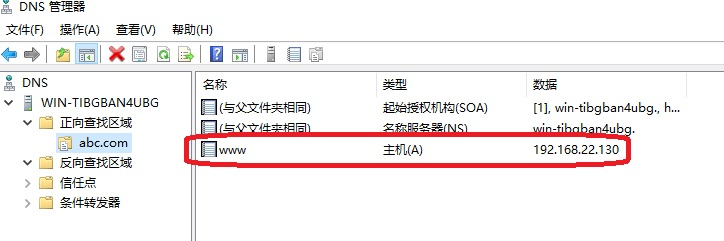 DNS 管理器
文件(F) 操作(A) 查看(V) 帮助(H)
DNS
WIN-TIBGBAN4UBG
正向查找区域
abc.com
反向查找区域
信任点
条件转发器
名称 类型 数据
(与父文件夹相同) 起始授权机构(SOA) [1], win-tibgban4ubg., h...
(与父文件夹相同) 名称服务器(NS) win-tibgban4ubg.
www 主机(A) 192.168.22.130